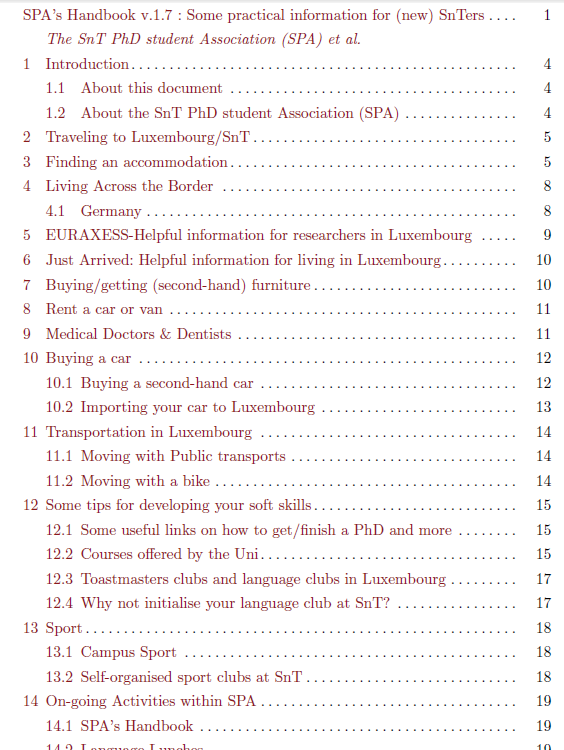 SPA's Handbook v.1.7 : Some practical information for (new) SnTers .... 1
The SnT PhD student Association (SPA) et al.
1 Introduction ........ 4
1.1 About this document ........ 4
1.2 About the SnT PhD student Association (SPA) ........ 4
2 Traveling to Luxembourg/SnT ........ 5
3 Finding an accommodation ........ 5
4 Living Across the Border ........ 8
4.1 Germany ........ 8
5 EURAXESS-Helpful information for researchers in Luxembourg ..... 9
6 Just Arrived: Helpful information for living in Luxembourg .......... 10
7 Buying/getting (second-hand) furniture ........ 10
8 Rent a car or van ........ 11
9 Medical Doctors & Dentists ........ 11
10 Buying a car ........ 12
10.1 Buying a second-hand car ........ 12
10.2 Importing your car to Luxembourg ........ 13
11 Transportation in Luxembourg ........ 14
11.1 Moving with Public transports ........ 14
11.2 Moving with a bike ........ 14
12 Some tips for developing your soft skills ........ 15
12.1 Some useful links on how to get/finish a PhD and more ........ 15
12.2 Courses offered by the Uni ........ 15
12.3 Toastmasters clubs and language clubs in Luxembourg ......... 17
12.4 Why not initialise your language club at SnT? ........ 17
13 Sport ........ 18
13.1 Campus Sport ........ 18
13.2 Self-organised sport clubs at SnT ........ 18
14 On-going Activities within SPA ........ 19
14.1 SPA's Handbook ........ 19
14.2 Language Lunches ........ 19